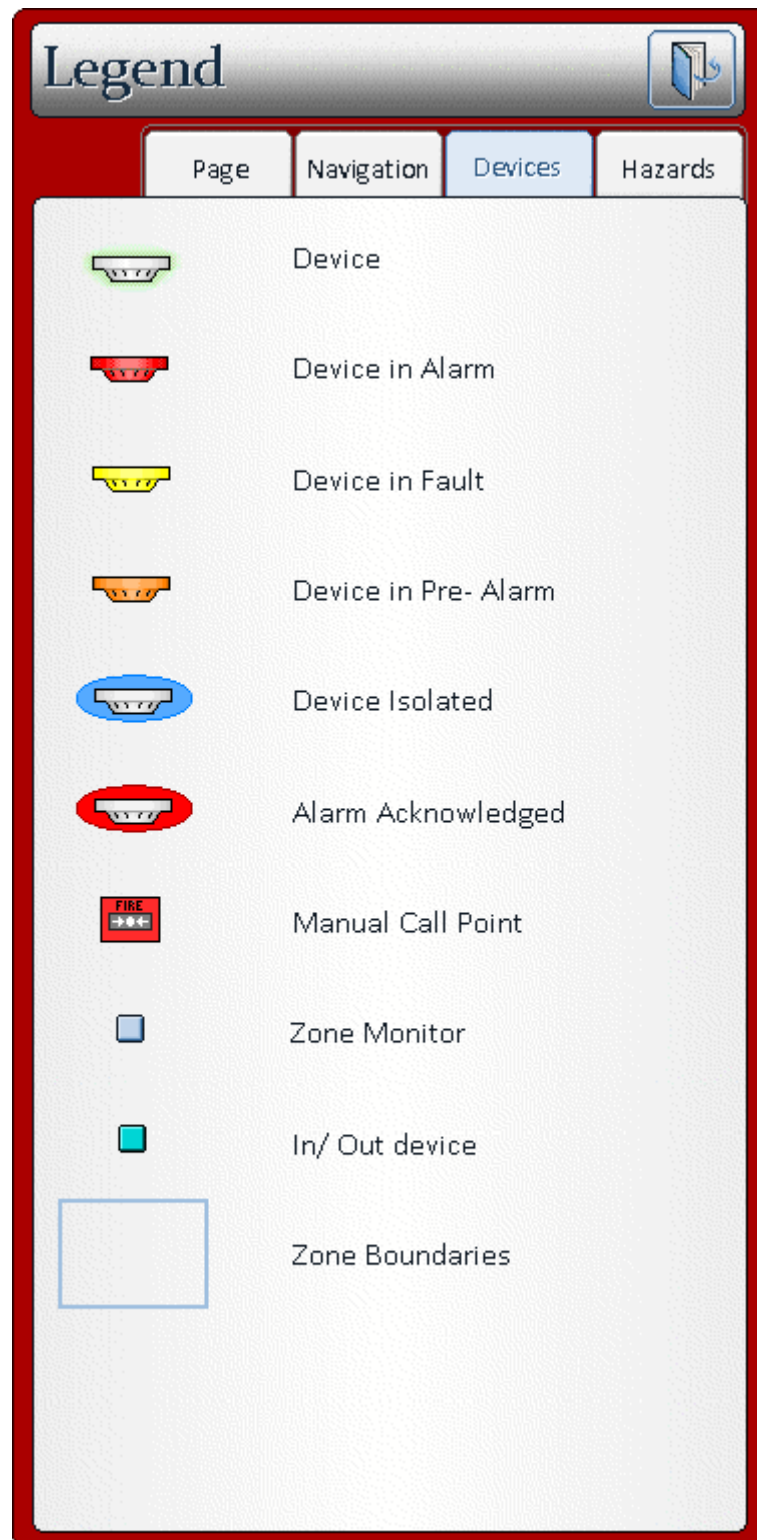 Legend
Page Navigation Devices Hazards
Device
Device in Alarm
Device in Fault
Device in Pre- Alarm
Device Isolated
Alarm Acknowledged
FIRE
Manual Call Point
Zone Monitor
In/ Out device
Zone Boundaries